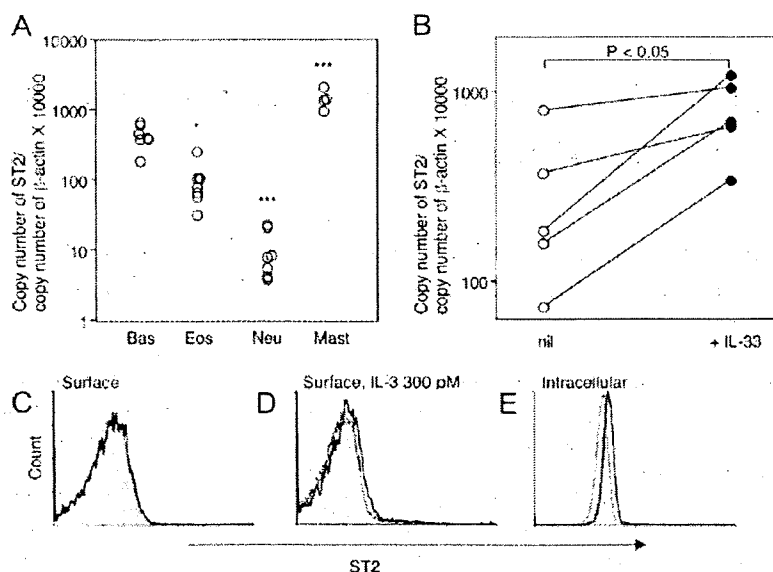 A
Copy number of ST2/
copy number of β-actin X 10000
10000
1000
100
10
1
*
***
***
Bas Eos Neu Mast
B
P < 0.05
Copy number of ST2/
copy number of β-actin X 10000
1000
100
nil + IL-33
C Surface
D Surface, IL-3 300 pM
E Intracellular
Count
ST2